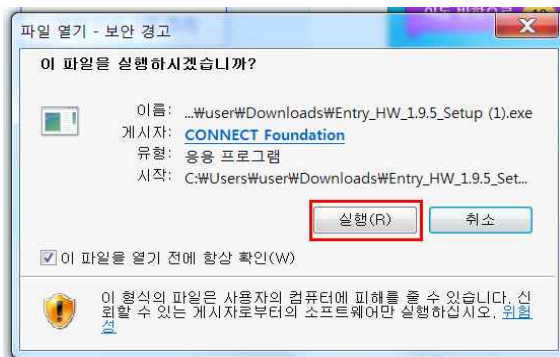 파일 열기 - 보안 경고
이 파일을 실행하시겠습니까?
이름: ...₩user₩Downloads₩Entry_HW_1.9.5_Setup (1).exe
게시자: CONNECT Foundation
유형: 응용 프로그램
시작: C:₩Users₩user₩Downloads₩Entry_HW_1.9.5_Set...
실행(R) 취소
이 파일을 열기 전에 항상 확인(W)
이 형식의 파일은 사용자의 컴퓨터에 피해를 줄 수 있습니다. 신
뢰할 수 있는 게시자로부터의 소프트웨어만 실행하십시오. 위험
성